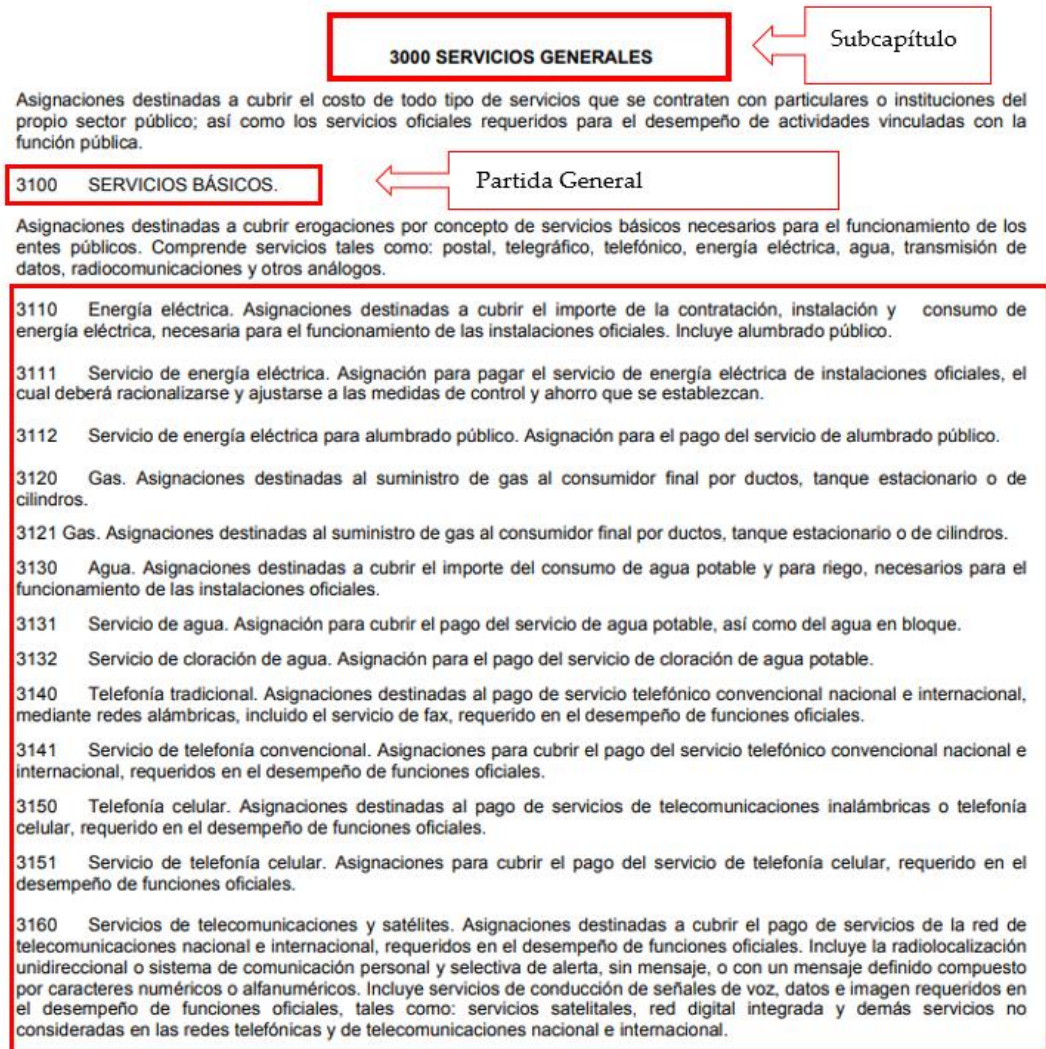 3000 SERVICIOS GENERALES
Subcapítulo
Asignaciones destinadas a cubrir el costo de todo tipo de servicios que se contraten con particulares o instituciones del
propio sector público; así como los servicios oficiales requeridos para el desempeño de actividades vinculadas con la
función pública.
3100 SERVICIOS BÁSICOS.
Partida General
Asignaciones destinadas a cubrir erogaciones por concepto de servicios básicos necesarios para el funcionamiento de los
entes públicos. Comprende servicios tales como: postal, telegráfico, telefónico, energía eléctrica, agua, transmisión de
datos, radiocomunicaciones y otros análogos.
3110 Energía eléctrica. Asignaciones destinadas a cubrir el importe de la contratación, instalación y consumo de
energía eléctrica, necesaria para el funcionamiento de las instalaciones oficiales. Incluye alumbrado público.
3111 Servicio de energía eléctrica. Asignación para pagar el servicio de energía eléctrica de instalaciones oficiales, el
cual deberá racionalizarse y ajustarse a las medidas de control y ahorro que se establezcan.
3112 Servicio de energía eléctrica para alumbrado público. Asignación para el pago del servicio de alumbrado público.
3120 Gas. Asignaciones destinadas al suministro de gas al consumidor final por ductos, tanque estacionario o de
cilindros.
3121 Gas. Asignaciones destinadas al suministro de gas al consumidor final por ductos, tanque estacionario o de cilindros.
3130 Agua. Asignaciones destinadas a cubrir el importe del consumo de agua potable y para riego, necesarios para el
funcionamiento de las instalaciones oficiales.
3131 Servicio de agua. Asignación para cubrir el pago del servicio de agua potable, así como del agua en bloque.
3132 Servicio de cloración de agua. Asignación para el pago del servicio de cloración de agua potable.
3140 Telefonía tradicional. Asignaciones destinadas al pago de servicio telefónico convencional nacional e internacional,
mediante redes alámbricas, incluido el servicio de fax, requerido en el desempeño de funciones oficiales.
3141 Servicio de telefonía convencional. Asignaciones para cubrir el pago del servicio telefónico convencional nacional e
internacional, requeridos en el desempeño de funciones oficiales.
3150 Telefonía celular. Asignaciones destinadas al pago de servicios de telecomunicaciones inalámbricas o telefonía
celular, requerido en el desempeño de funciones oficiales.
3151 Servicio de telefonía celular. Asignaciones para cubrir el pago del servicio de telefonía celular, requerido en el
desempeño de funciones oficiales.
3160 Servicios de telecomunicaciones y satélites. Asignaciones destinadas a cubrir el pago de servicios de la red de
telecomunicaciones nacional e internacional, requeridos en el desempeño de funciones oficiales. Incluye la radiolocalización
unidireccional o sistema de comunicación personal y selectiva de alerta, sin mensaje, o con un mensaje definido compuesto
por caracteres numéricos o alfanuméricos. Incluye servicios de conducción de señales de voz, datos e imagen requeridos en
el desempeño de funciones oficiales, tales como: servicios satelitales, red digital integrada y demás servicios no
consideradas en las redes telefónicas y de telecomunicaciones nacional e internacional.